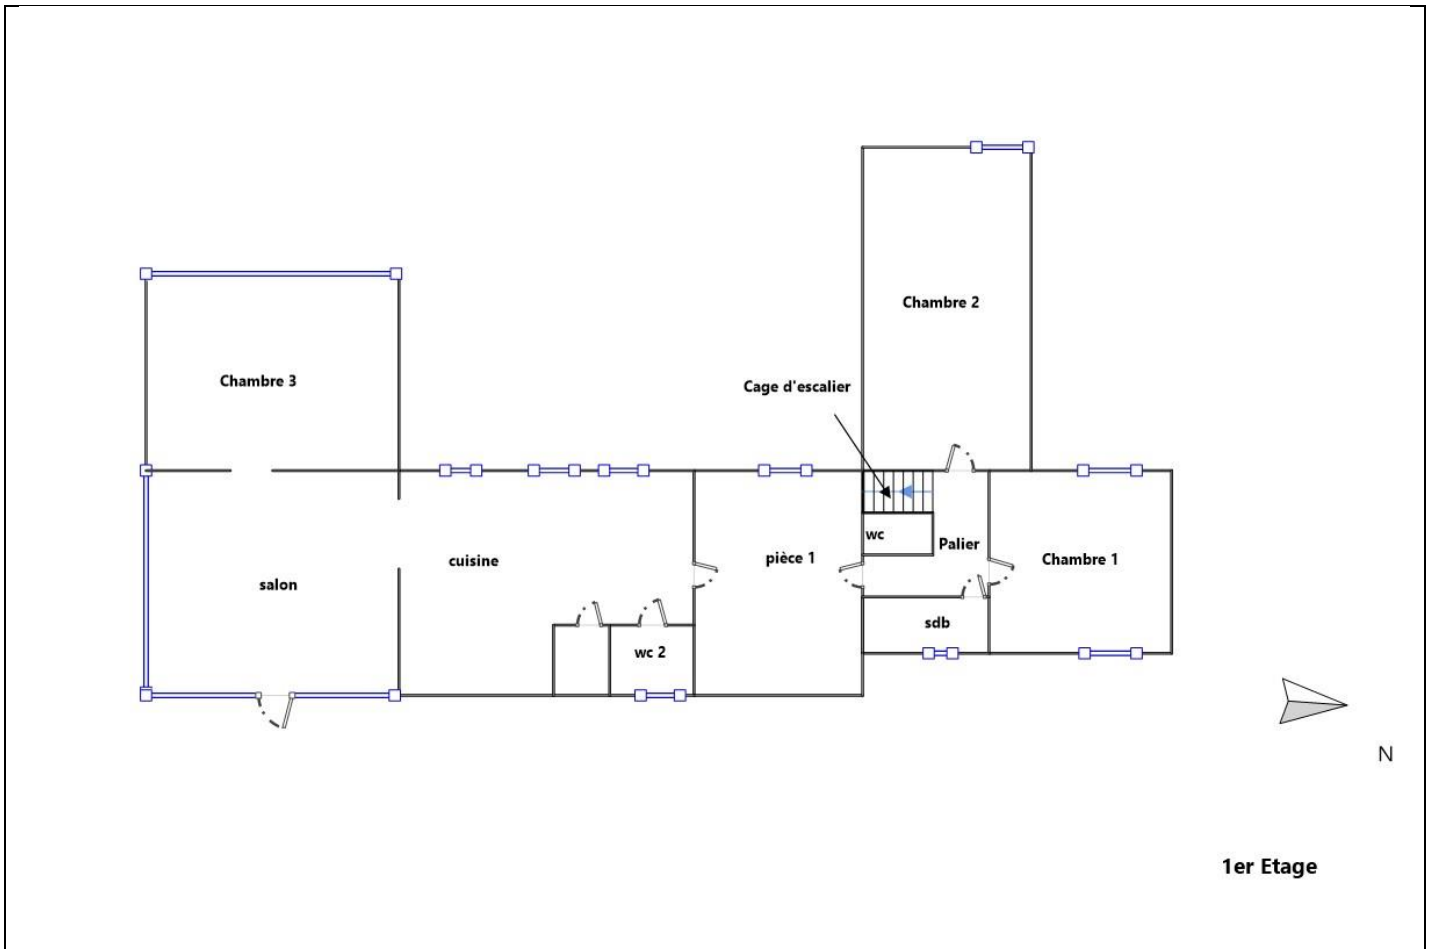 Chambre 2
Chambre 3
Cage d'escalier
wc
Palier
cuisine
pièce 1
Chambre 1
salon
sdb
wc 2
N
1er Etage